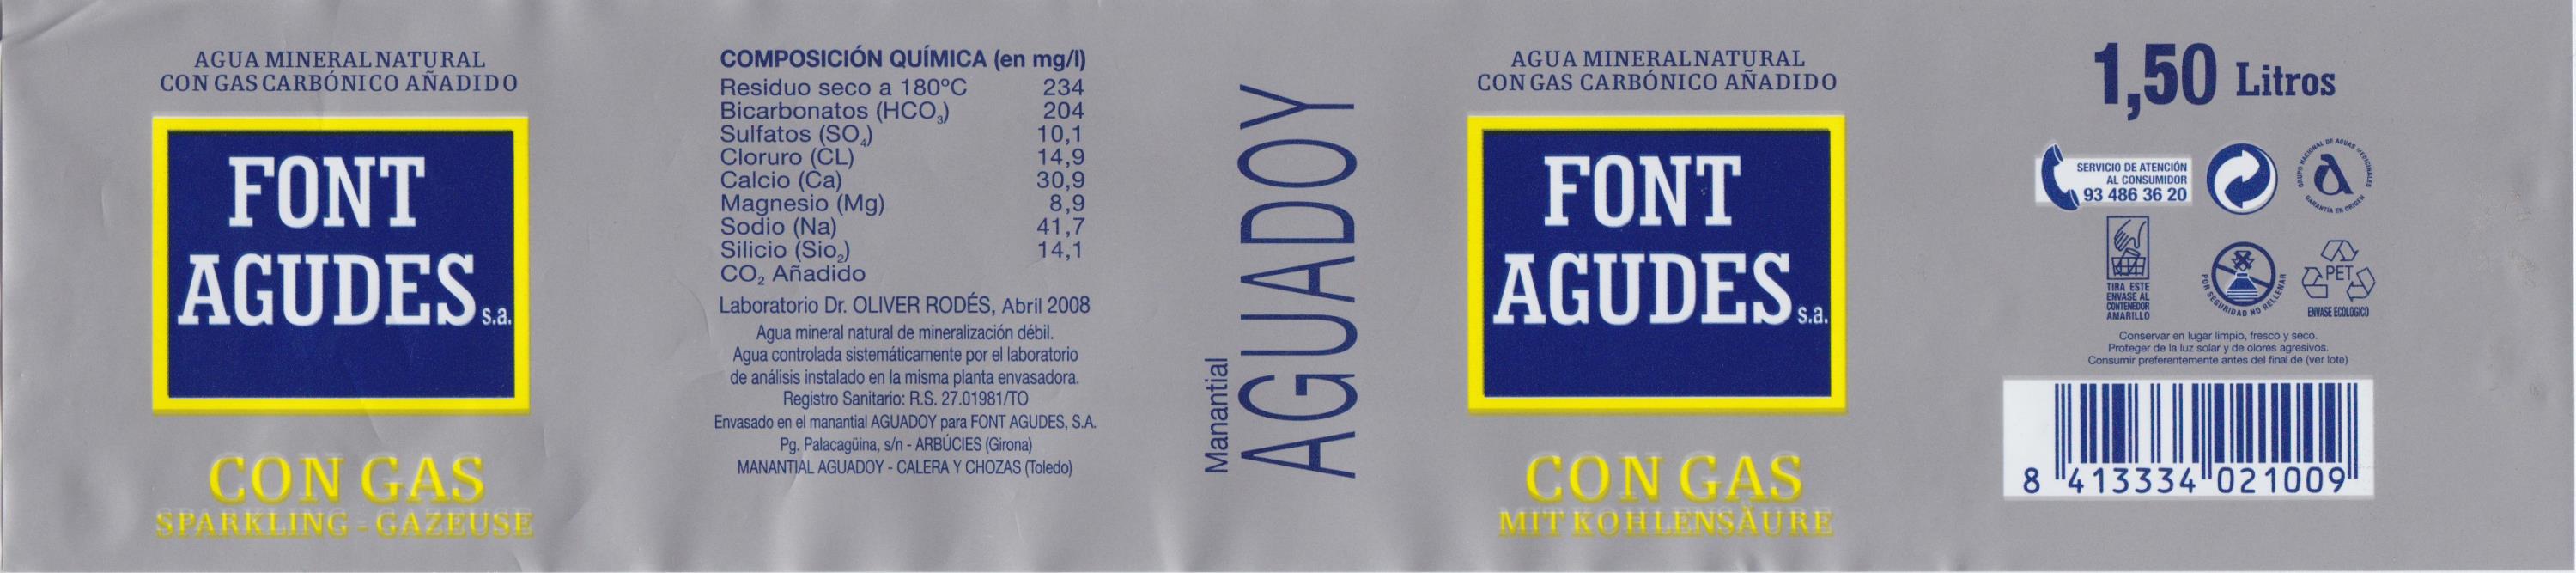 AGUA MINERAL NATURAL
CON GAS CARBÓNICO AÑADIDO
FONT
AGUDES s.a.
CON GAS
SPARKLING - GAZEUSE
COMPOSICIÓN QUÍMICA (en mg/l)
Residuo seco a 180ºC 234
Bicarbonatos (HCO₃) 204
Sulfatos (SO₄) 10,1
Cloruro (CL) 14,9
Calcio (Ca) 30,9
Magnesio (Mg) 8,9
Sodio (Na) 41,7
Silicio (Sio₂) 14,1
CO₂ Añadido
Laboratorio Dr. OLIVER RODÉS, Abril 2008
Agua mineral natural de mineralización débil.
Agua controlada sistemáticamente por el laboratorio
de análisis instalado en la misma planta envasadora.
Registro Sanitario: R.S. 27.01981/TO
Envasado en el manantial AGUADOY para FONT AGUDES, S.A.
Pg. Palacagüina, s/n - ARBÚCIES (Girona)
MANANTIAL AGUADOY - CALERA Y CHOZAS (Toledo)
Manantial
AGUADOY
AGUA MINERAL NATURAL
CON GAS CARBÓNICO AÑADIDO
FONT
AGUDES s.a.
CON GAS
MIT KOHLENSÄURE
1,50 Litros
SERVICIO DE ATENCIÓN
AL CONSUMIDOR
93 486 36 20
GRUPO NACIONAL DE AGUAS
GARANTIA EN ORIGEN
TIRA ESTE
ENVASE AL
CONTENEDOR
AMARILLO
POR SEGURIDAD NO RELLENAR
PET
ENVASE ECOLOGICO
Conservar en lugar limpio, fresco y seco.
Proteger de la luz solar y de olores agresivos.
Consumir preferentemente antes del final de (ver lote)
8 413334 021009